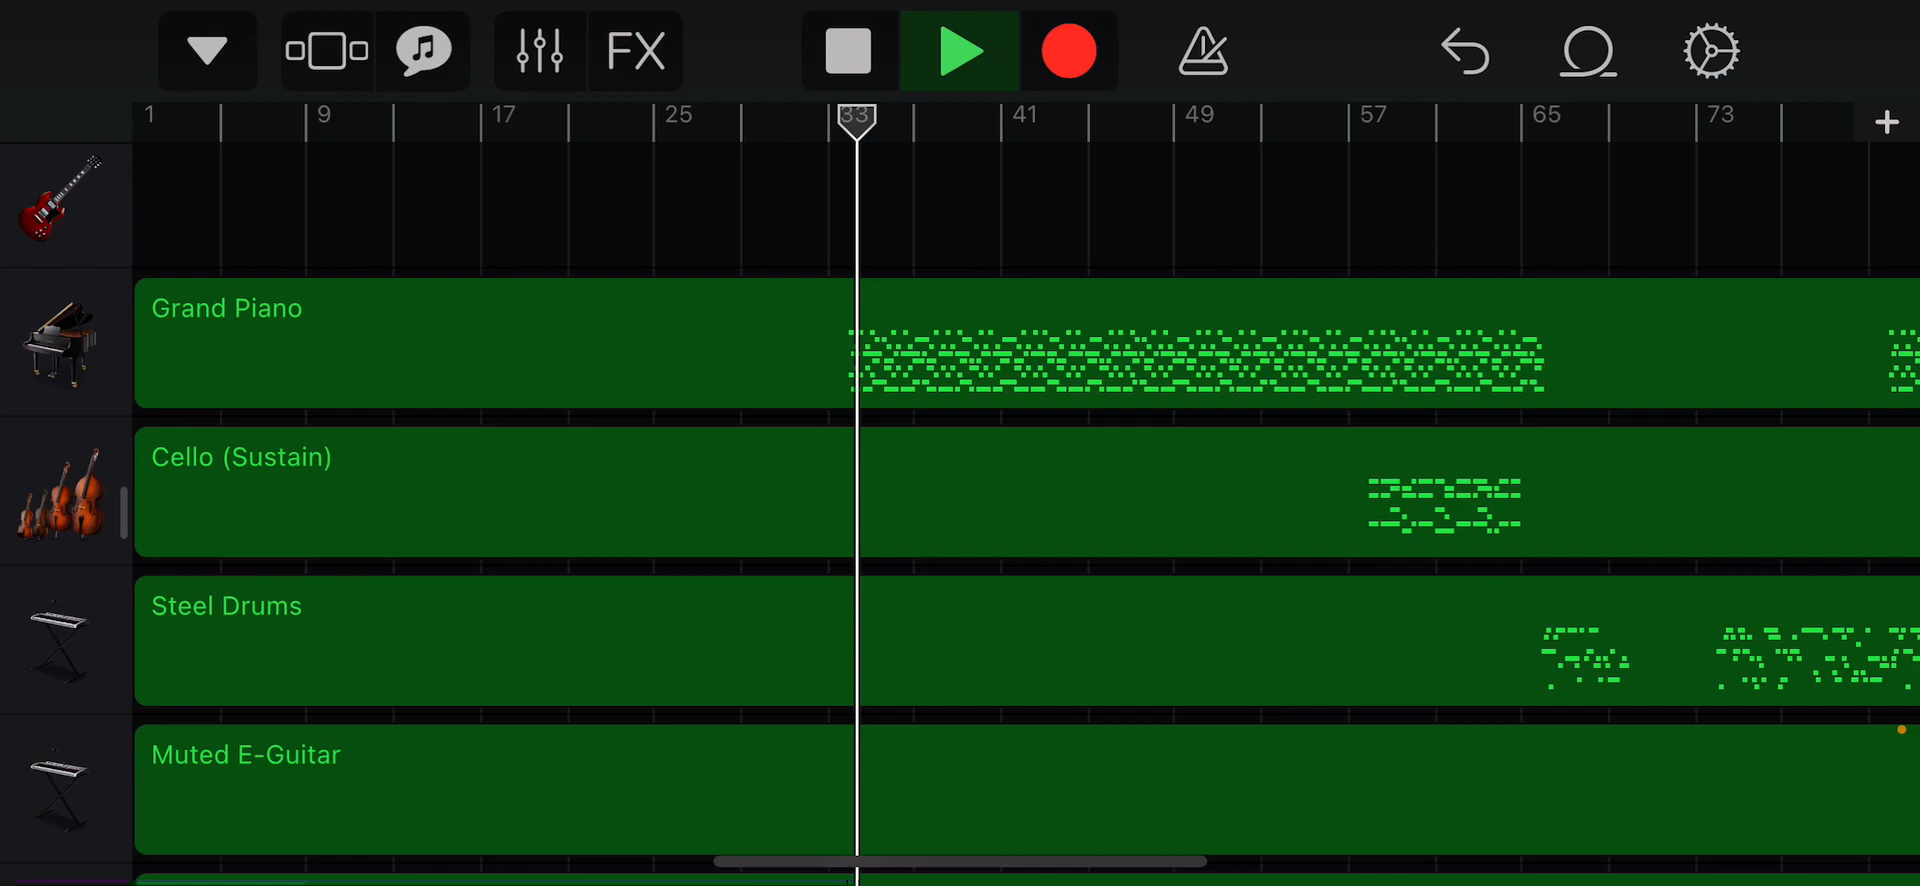 FX
1 9 17 25 33 41 49 57 65 73
Grand Piano
Cello (Sustain)
Steel Drums
Muted E-Guitar